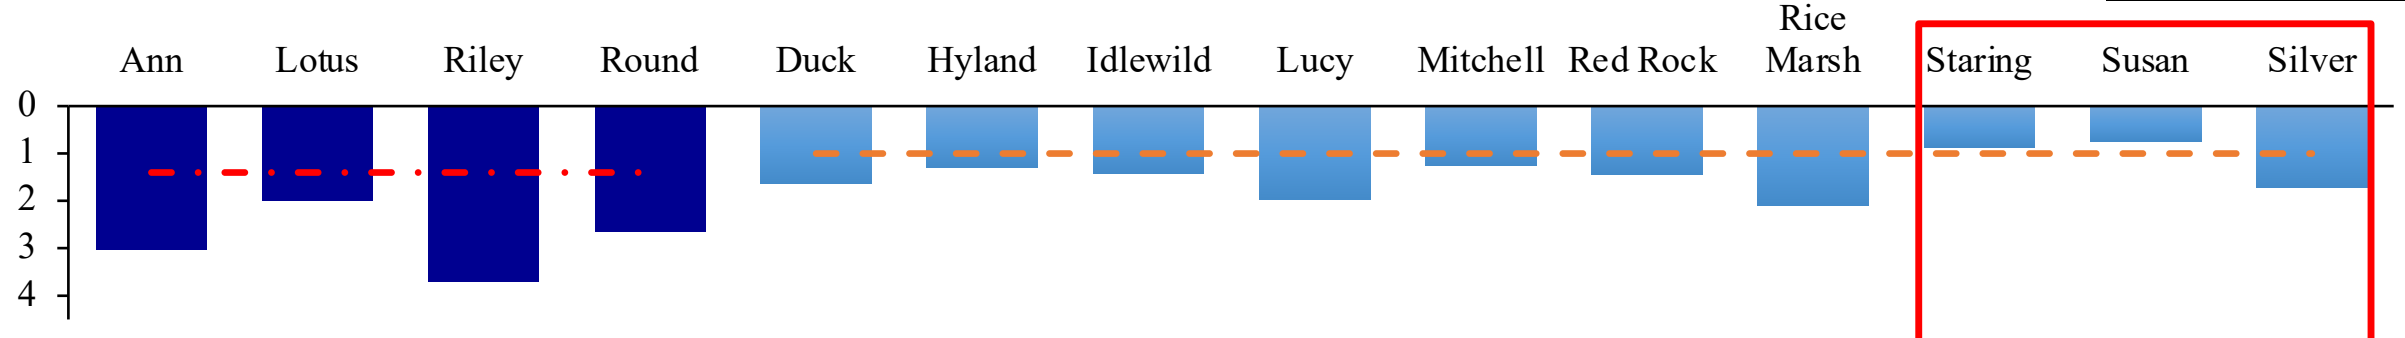 Ann Lotus Riley Round Duck Hyland Idlewild Lucy Mitchell Red Rock Rice
Marsh Staring Susan Silver
0
1
2
3
4